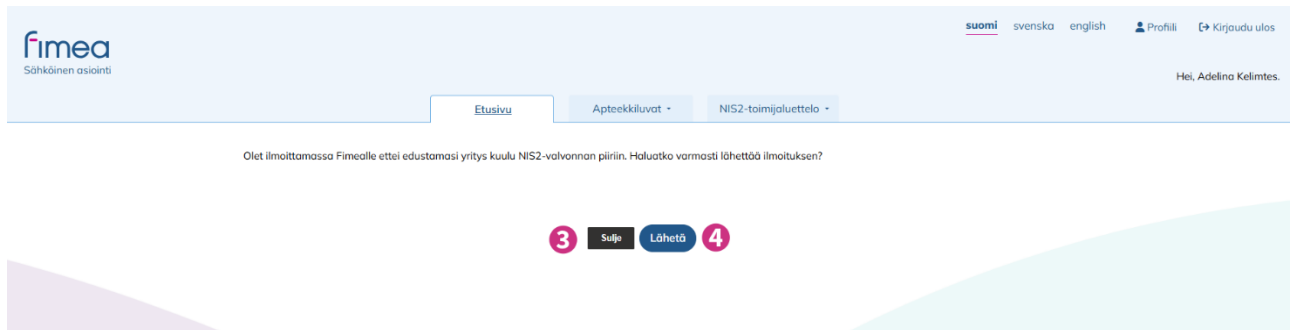 suomi svenska english Profiili Kirjaudu ulos
fimea
Sähköinen asiointi
Hei, Adelina Kelimtes.
Etusivu Apteekkiluvat NIS2-toimijaluettelo
Olet ilmoittamassa Fimealle ettei edustamasi yritys kuulu NIS2-valvonnan piiriin. Haluatko varmasti lähettää ilmoituksen?
3 Sulje Lähetä 4